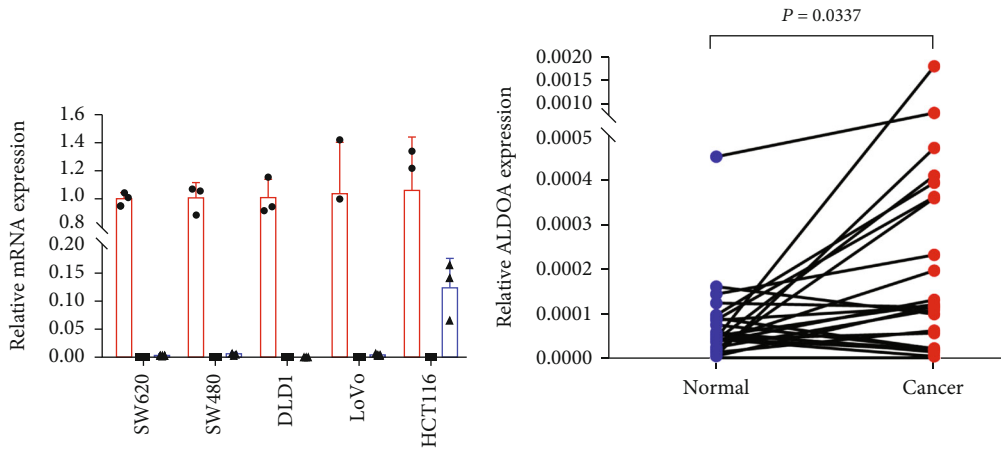 Relative mRNA expression
1.6
1.4
1.2
1.0
0.8
0.20
0.15
0.10
0.05
0.00
SW620
SW480
DLD1
LoVo
HCT116
P = 0.0337
Relative ALDOA expression
0.0020
0.0015
0.0010
0.0005
0.0004
0.0003
0.0002
0.0001
0.0000
Normal
Cancer